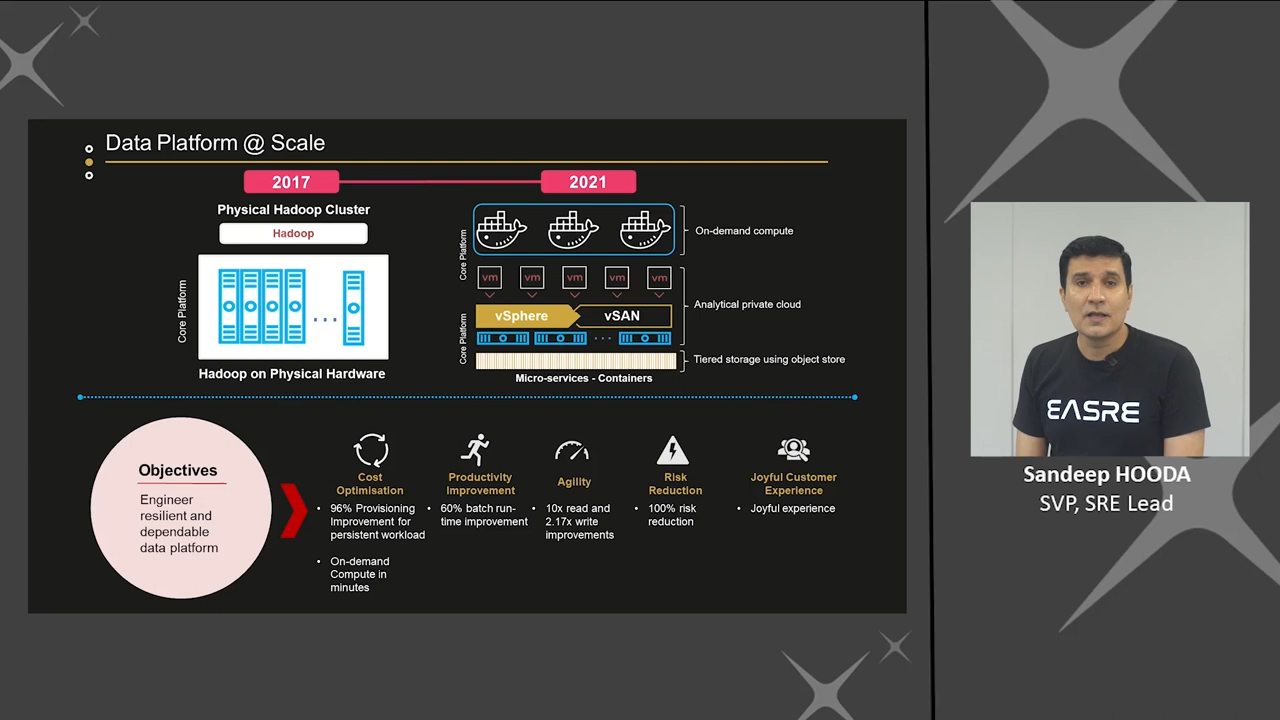 Data Platform @ Scale
2017
2021
Physical Hadoop Cluster
Hadoop
Core Platform
Hadoop on Physical Hardware
Core Platform
On-demand compute
vm vm vm vm vm
Analytical private cloud
Core Platform
vSphere
vSAN
Tiered storage using object store
Micro-services - Containers
Objectives
Engineer
resilient and
dependable
data platform
Cost
Optimisation
• 96% Provisioning
Improvement for
persistent workload
• On-demand
Compute in
minutes
Productivity
Improvement
• 60% batch run-
time improvement
Agility
• 10x read and
2.17x write
improvements
Risk
Reduction
• 100% risk
reduction
Joyful Customer
Experience
• Joyful experience
EASRE
Sandeep HOODA
SVP, SRE Lead